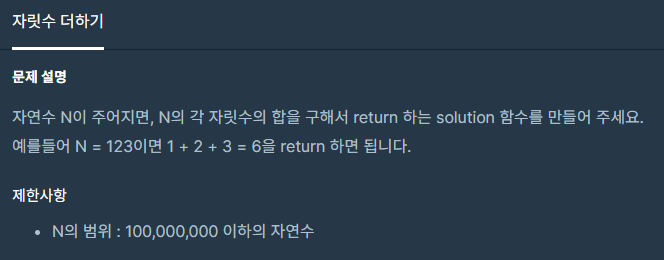 자릿수 더하기
문제 설명
자연수 N이 주어지면, N의 각 자릿수의 합을 구해서 return 하는 solution 함수를 만들어 주세요.
예를들어 N = 123이면 1 + 2 + 3 = 6을 return 하면 됩니다.
제한사항
• N의 범위 : 100,000,000 이하의 자연수